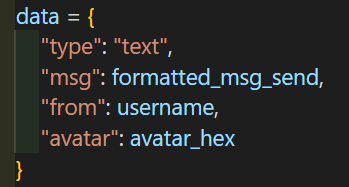 data = {
    "type": "text",
    "msg": formatted_msg_send,
    "from": username,
    "avatar": avatar_hex
}